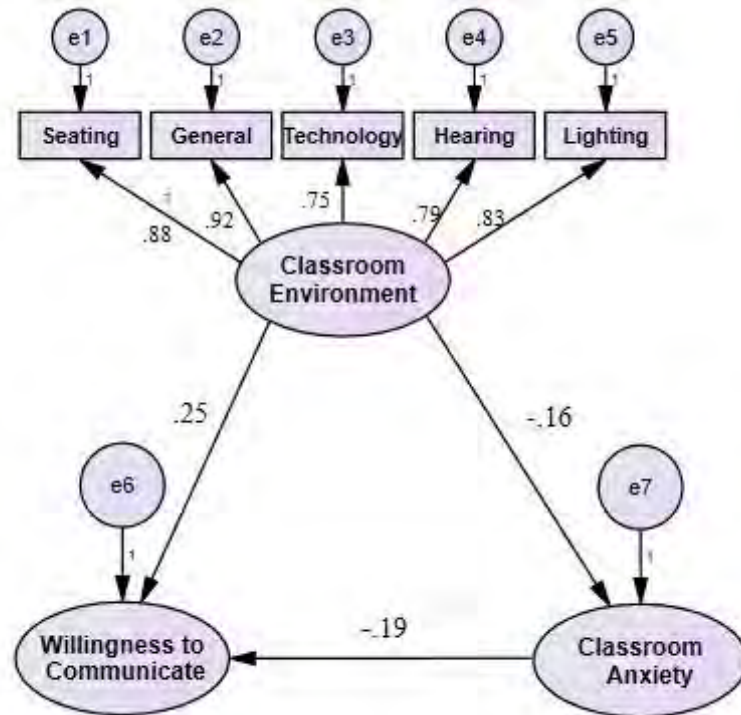 e1 e2 e3 e4 e5
1 1 1 1 1
Seating General Technology Hearing Lighting
1
.88 .92 .75 .79 .83
Classroom
Environment
.25 -.16
e6 e7
1 1
Willingness to
Communicate
-.19
Classroom
Anxiety